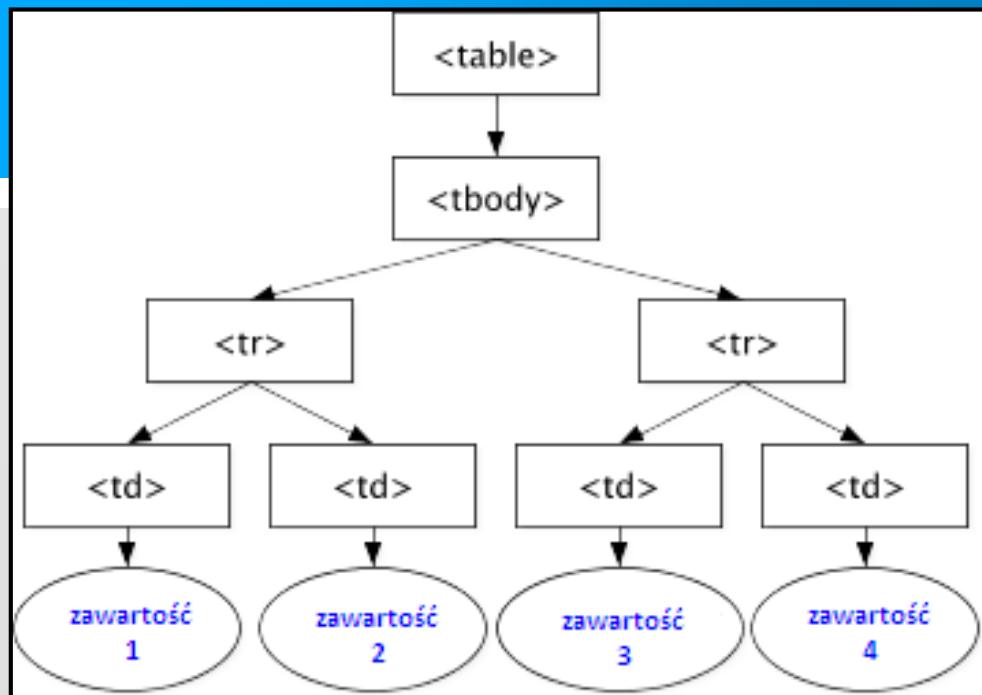 <table>
<tbody>
<tr>
<tr>
<td>
<td>
<td>
<td>
zawartość
1
zawartość
2
zawartość
3
zawartość
4